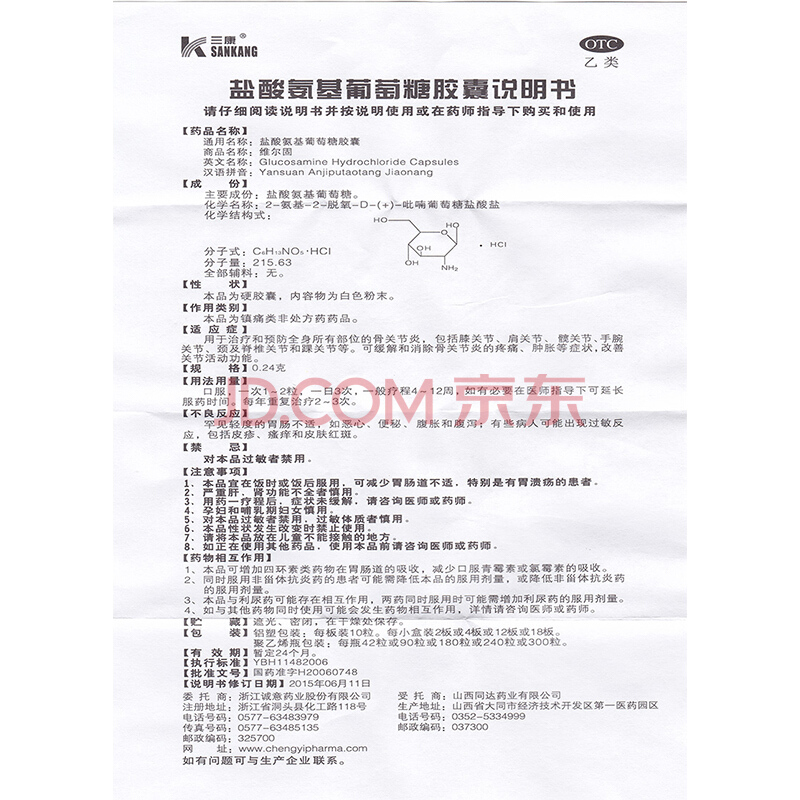 三康®
SANKANG
OTC
乙类
盐酸氨基葡萄糖胶囊说明书
请仔细阅读说明书并按说明使用或在药师指导下购买和使用
【药品名称】
通用名称：盐酸氨基葡萄糖胶囊
商品名称：维尔固
英文名称：Glucosamine Hydrochloride Capsules
汉语拼音：Yansuan Anjiputaotang Jiaonang
【成 份】
主要成份：盐酸氨基葡萄糖。
化学名称：2-氨基-2-脱氧-D-(+)-吡喃葡萄糖盐酸盐
化学结构式：
HO HO O OH OH NH₂ · HCl
分子式：C₆H₁₃NO₅·HCl
分子量：215.63
全部辅料：无。
【性 状】
本品为硬胶囊，内容物为白色粉末。
【作用类别】
本品为镇痛类非处方药药品。
【适 应 症】
用于治疗和预防全身所有部位的骨关节炎，包括膝关节、肩关节、髋关节、手腕
关节、颈及脊椎关节和踝关节等。可缓解和消除骨关节炎的疼痛、肿胀等症状，改善
关节活动功能。
【规 格】0.24克
【用法用量】
口服，一次1~2粒，一日3次，一般疗程4~12周，如有必要在医师指导下可延长
服药时间，每年重复治疗2~3次。
【不良反应】
罕见轻度的胃肠不适，如恶心、便秘、腹胀和腹泻；有些病人可能出现过敏反
应，包括皮疹、瘙痒和皮肤红斑。
【禁 忌】
对本品过敏者禁用。
【注意事项】
1、本品宜在饭时或饭后服用，可减少胃肠道不适，特别是有胃溃疡的患者。
2、严重肝、肾功能不全者慎用。
3、用药一疗程后，症状未缓解，请咨询医师或药师。
4、孕妇和哺乳期妇女慎用。
5、对本品过敏者禁用，过敏体质者慎用。
6、本品性状发生改变时禁止使用。
7、请将本品放在儿童不能接触的地方。
8、如正在使用其他药品，使用本品前请咨询医师或药师。
【药物相互作用】
1、本品可增加四环素类药物在胃肠道的吸收，减少口服青霉素或氯霉素的吸收。
2、同时服用非甾体抗炎药的患者可能需降低本品的服用剂量，或降低非甾体抗炎药
的服用剂量。
3、本品与利尿药可能存在相互作用，两药同时服用时可能需增加利尿药的服用剂量。
4、如与其他药物同时使用可能会发生药物相互作用，详情请咨询医师或药师。
【贮 藏】遮光、密闭，在干燥处保存。
【包 装】铝塑包装：每板装10粒。每小盒装2板或4板或12板或18板。
聚乙烯瓶包装：每瓶42粒或90粒或180粒或240粒或300粒。
【有 效 期】暂定24个月。
【执行标准】YBH11482006
【批准文号】国药准字H20060748
【说明书修订日期】2015年06月11日
委 托 商：浙江诚意药业股份有限公司
注册地址：浙江省洞头县化工路118号
电话号码：0577-63483979
传真号码：0577-63485135
邮政编码：325700
网 址：www.chengyipharma.com
如有问题可与生产企业联系。
受 托 商：山西同达药业有限公司
生产地址：山西省大同市经济技术开发区第一医药园区
电话号码：0352-5334999
邮政编码：037300
JD.COM 京东